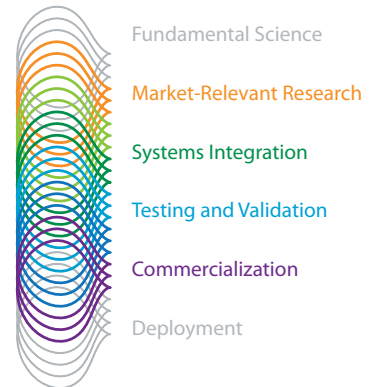 Fundamental Science
Market-Relevant Research
Systems Integration
Testing and Validation
Commercialization
Deployment